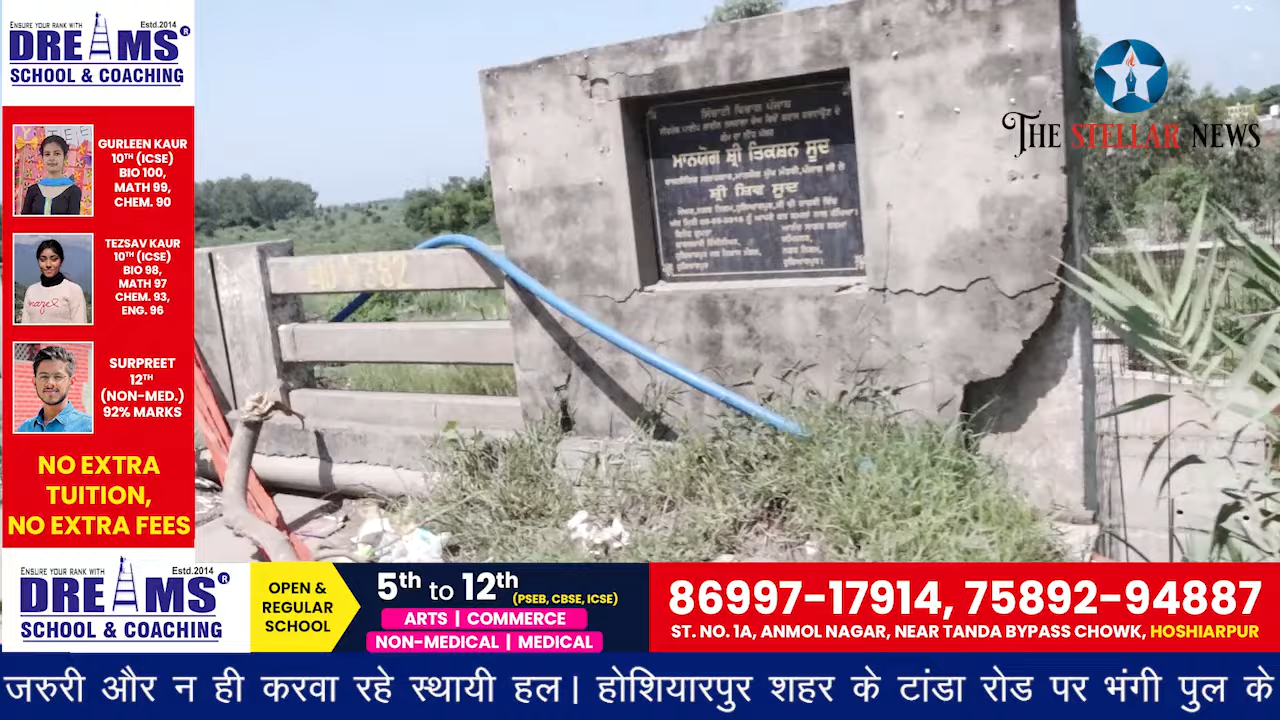 ENSURE YOUR RANK WITH Estd.2014
DREAMS®
SCHOOL & COACHING
GURLEEN KAUR
10TH (ICSE)
BIO 100,
MATH 99,
CHEM. 90
TEZSAV KAUR
10TH (ICSE)
BIO 98,
MATH 97
CHEM. 93,
ENG. 96
SURPREET
12TH
(NON-MED.)
92% MARKS
NO EXTRA
TUITION,
NO EXTRA FEES
THE STELLAR NEWS
ਸਿੰਚਾਈ ਵਿਭਾਗ ਪੰਜਾਬ
ਮਾਨਯੋਗ ਸ਼੍ਰੀ ਤਿਕਸ਼ਨ ਸੂਦ
ਸ਼੍ਰੀ ਸ਼ਿਵ ਸੂਦ
ENSURE YOUR RANK WITH Estd.2014
DREAMS®
SCHOOL & COACHING
OPEN &
REGULAR
SCHOOL
5th to 12th (PSEB, CBSE, ICSE)
ARTS | COMMERCE
NON-MEDICAL | MEDICAL
86997-17914, 75892-94887
ST. NO. 1A, ANMOL NAGAR, NEAR TANDA BYPASS CHOWK, HOSHIARPUR
जरुरी और न ही करवा रहे स्थायी हल। होशियारपुर शहर के टांडा रोड पर भंगी पुल के